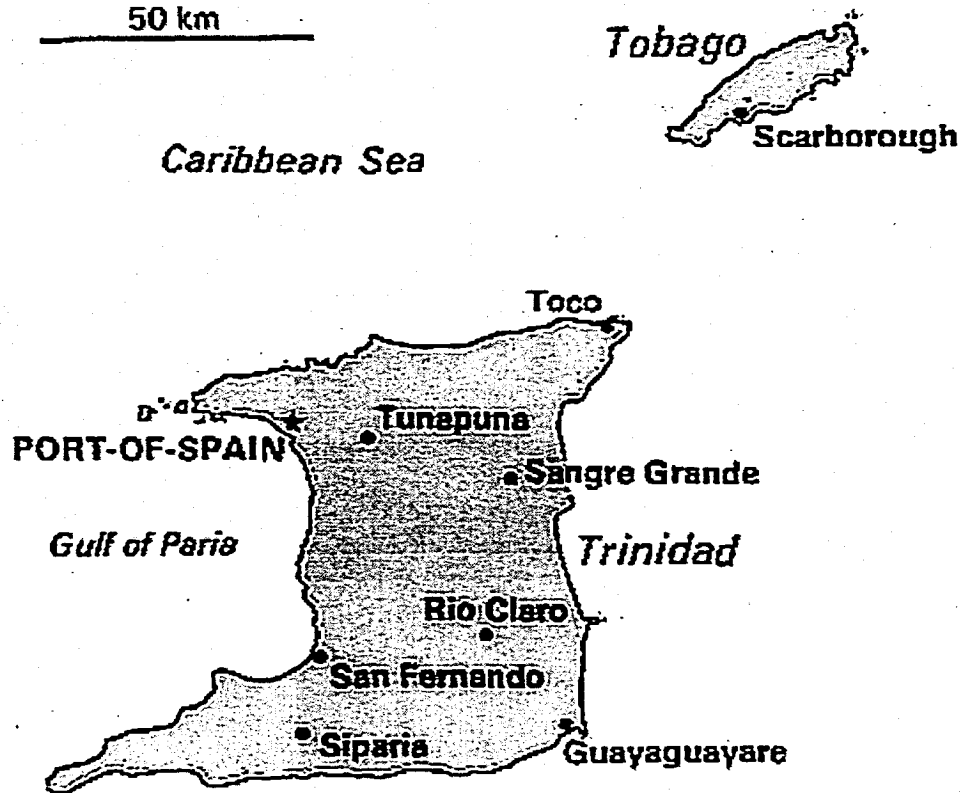 50 km
Tobago
Scarborough
Caribbean Sea
Toco
Tunapuna
PORT-OF-SPAIN
Sangre Grande
Gulf of Paria
Trinidad
Rio Claro
San Fernando
Siparia
Guayaguayare